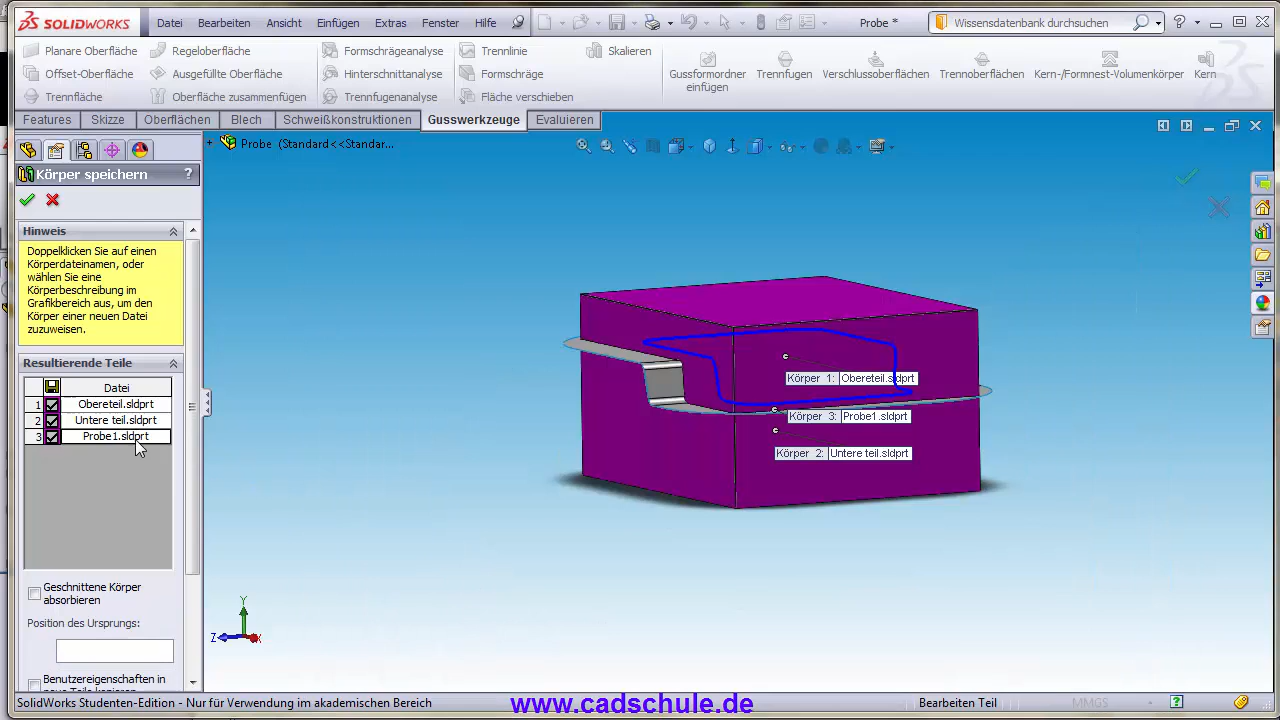 SOLIDWORKS
Datei Bearbeiten Ansicht Einfügen Extras Fenster Hilfe
Probe
Wissensdatenbank durchsuchen
?
Planare Oberfläche
Regeloberfläche
Formschrägeanalyse
Trennlinie
Skalieren
Offset-Oberfläche
Ausgefüllte Oberfläche
Hinterschnittanalyse
Formschräge
Trennfläche
Oberfläche zusammenfügen
Trennfugenanalyse
Fläche verschieben
Gussformordner
einfügen
Trennfugen
Verschlussoberflächen
Trennoberflächen
Kern-/Formnest-Volumenkörper
Kern
Features Skizze Oberflächen Blech Schweißkonstruktionen Gusswerkzeuge Evaluieren
Probe (Standard<<Standar...
Körper speichern ?
Hinweis
Doppelklicken Sie auf einen
Körperdateinamen, oder
wählen Sie eine
Körperbeschreibung im
Grafikbereich aus, um den
Körper einer neuen Datei
zuzuweisen.
Resultierende Teile
Datei
1 Obereteil.sldprt
2 Untere teil.sldprt
3 Probe1.sldprt
Geschnittene Körper
absorbieren
Position des Ursprungs:
Benutzereigenschaften in
Körper 1: Obereteil.sldprt
Körper 3: Probe1.sldprt
Körper 2: Untere teil.sldprt
Y
Z
X
SolidWorks Studenten-Edition - Nur für Verwendung im akademischen Bereich
www.cadschule.de
Bearbeiten Teil
MMGS
?